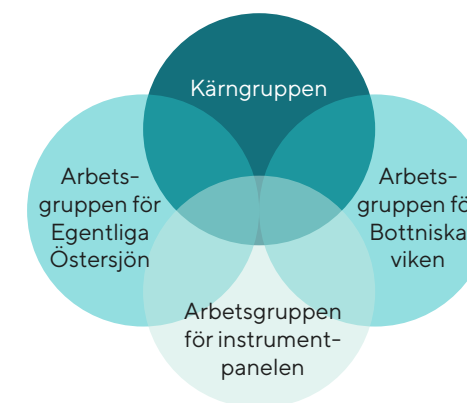 Kärngruppen
Arbets-
gruppen för
Egentliga
Östersjön
Arbets-
gruppen fö
Bottniska
viken
Arbetsgruppen
för instrument-
panelen